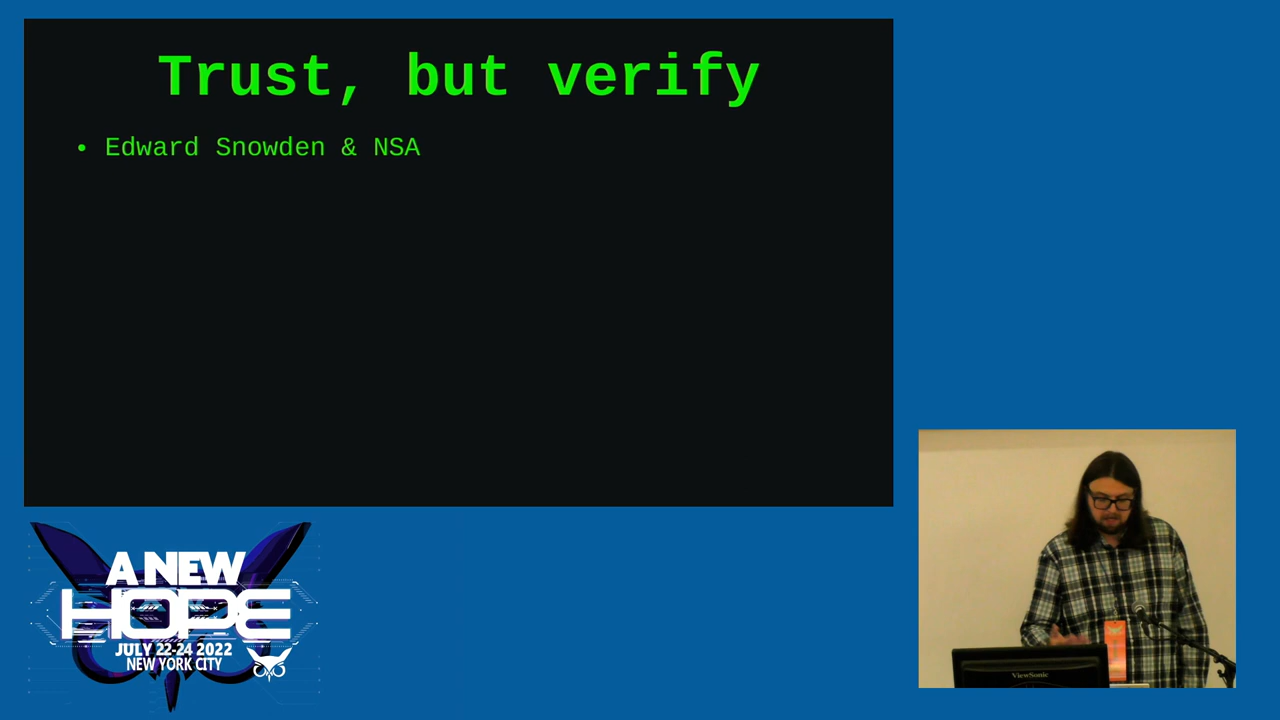 Trust, but verify
• Edward Snowden & NSA
A NEW
HOPE
JULY 22-24 2022
NEW YORK CITY
ViewSonic